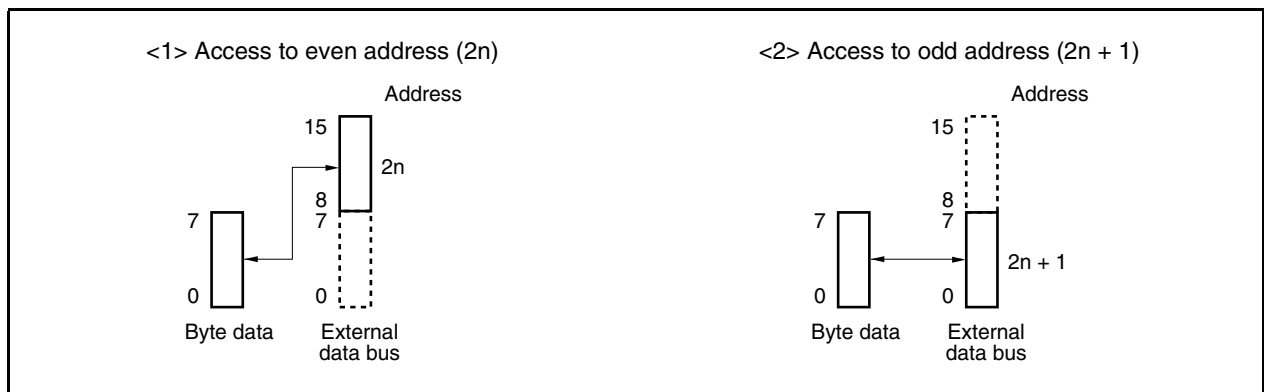 <1> Access to even address (2n)
Address
15
2n
8
7
7
0
0
Byte data
External
data bus
<2> Access to odd address (2n + 1)
Address
15
8
7
7
2n + 1
0
0
Byte data
External
data bus